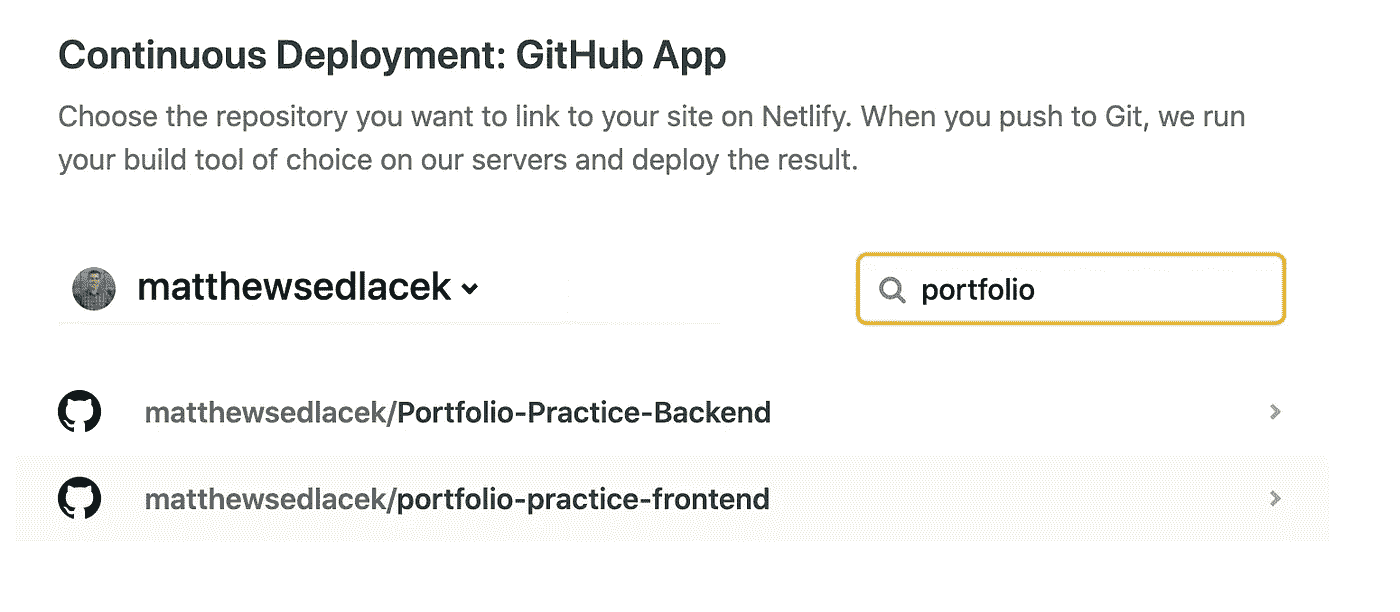 Continuous Deployment: GitHub App
Choose the repository you want to link to your site on Netlify. When you push to Git, we run
your build tool of choice on our servers and deploy the result.
matthewsedlacek
portfolio
matthewsedlacek/Portfolio-Practice-Backend
matthewsedlacek/portfolio-practice-frontend